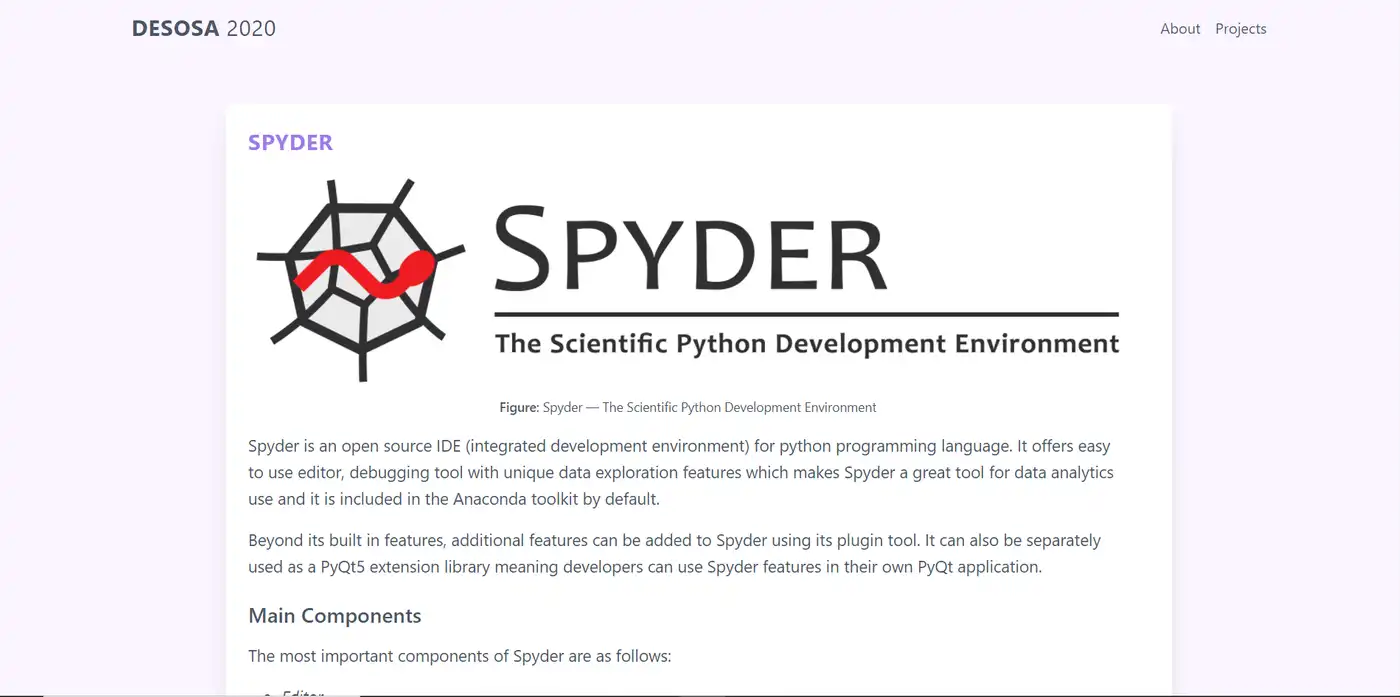 DESOSA 2020
About Projects
SPYDER
SPYDER
The Scientific Python Development Environment
Figure: Spyder — The Scientific Python Development Environment
Spyder is an open source IDE (integrated development environment) for python programming language. It offers easy
to use editor, debugging tool with unique data exploration features which makes Spyder a great tool for data analytics
use and it is included in the Anaconda toolkit by default.
Beyond its built in features, additional features can be added to Spyder using its plugin tool. It can also be separately
used as a PyQt5 extension library meaning developers can use Spyder features in their own PyQt application.
Main Components
The most important components of Spyder are as follows:
• Editor